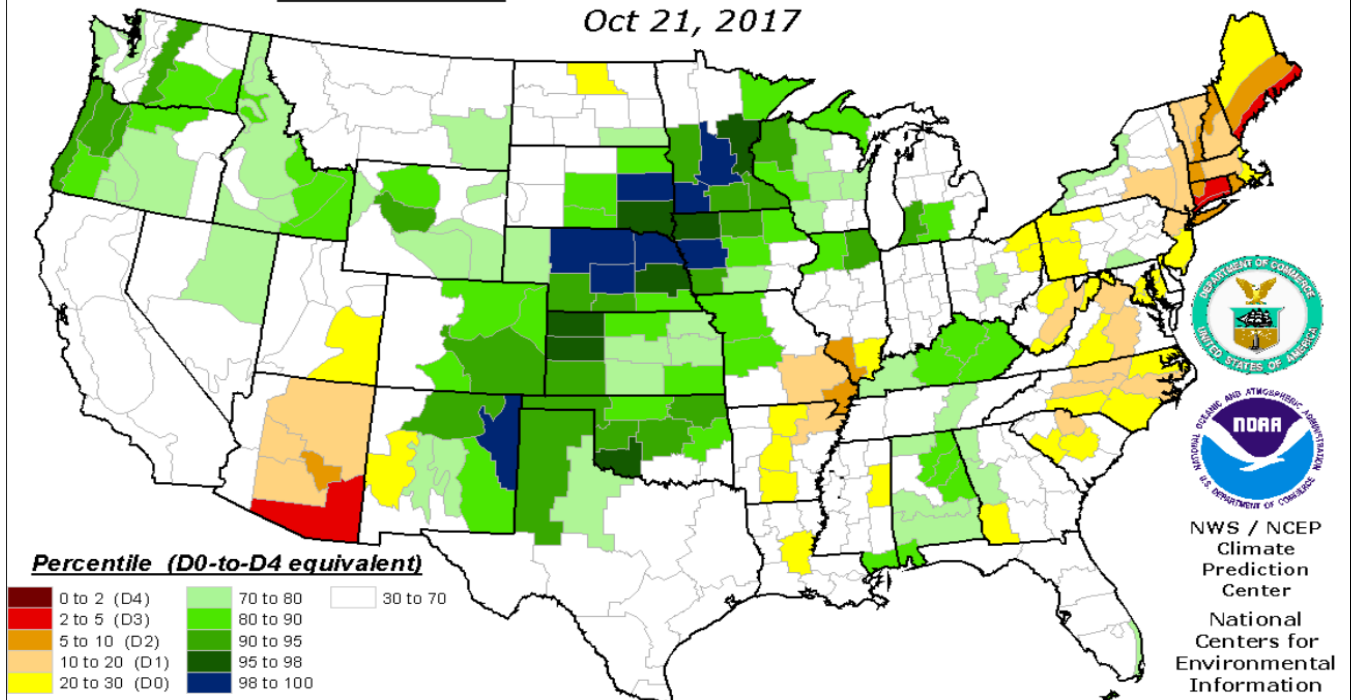 Oct 21, 2017
DEPARTMENT OF COMMERCE
UNITED STATES OF AMERICA
NATIONAL OCEANIC AND ATMOSPHERIC ADMINISTRATION
NOAA
U.S. DEPARTMENT OF COMMERCE
NWS / NCEP
Climate
Prediction
Center
National
Centers for
Environmental
Information
Percentile (D0-to-D4 equivalent)
0 to 2 (D4)
2 to 5 (D3)
5 to 10 (D2)
10 to 20 (D1)
20 to 30 (D0)
70 to 80
80 to 90
90 to 95
95 to 98
98 to 100
30 to 70